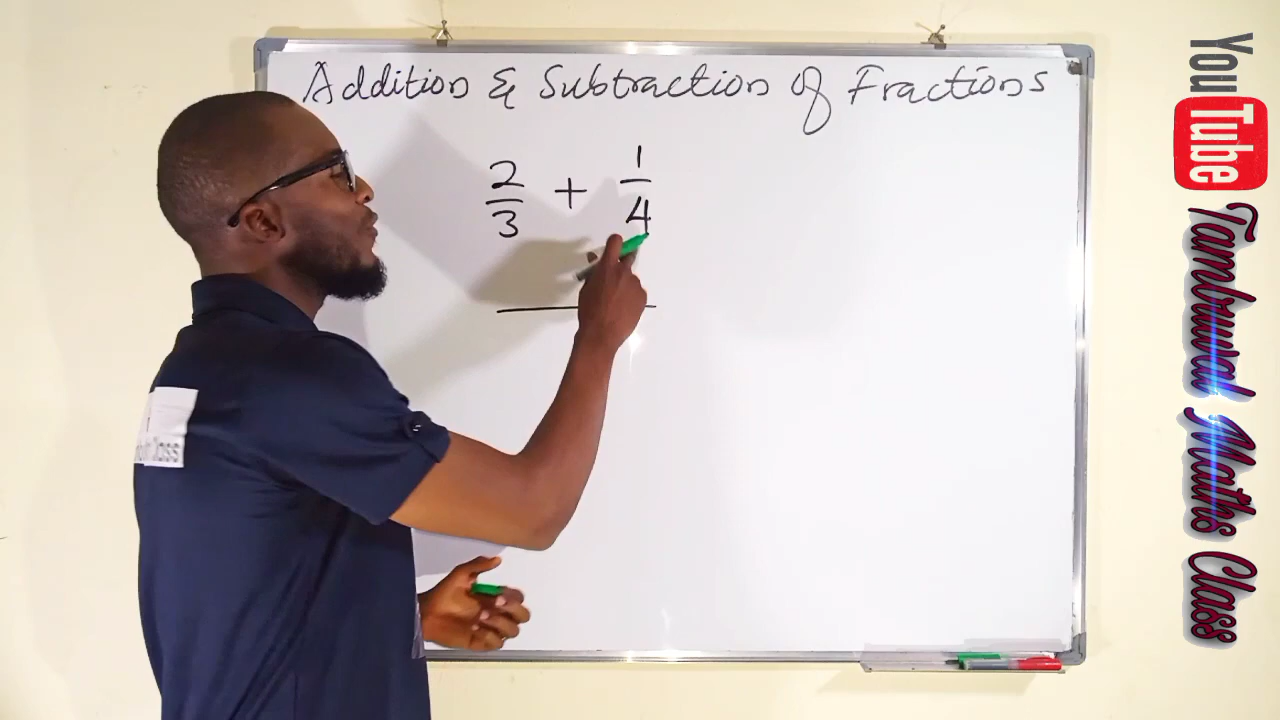 Addition & Subtraction of Fractions
2/3 + 1/4
YouTube Tambuwal Maths Class